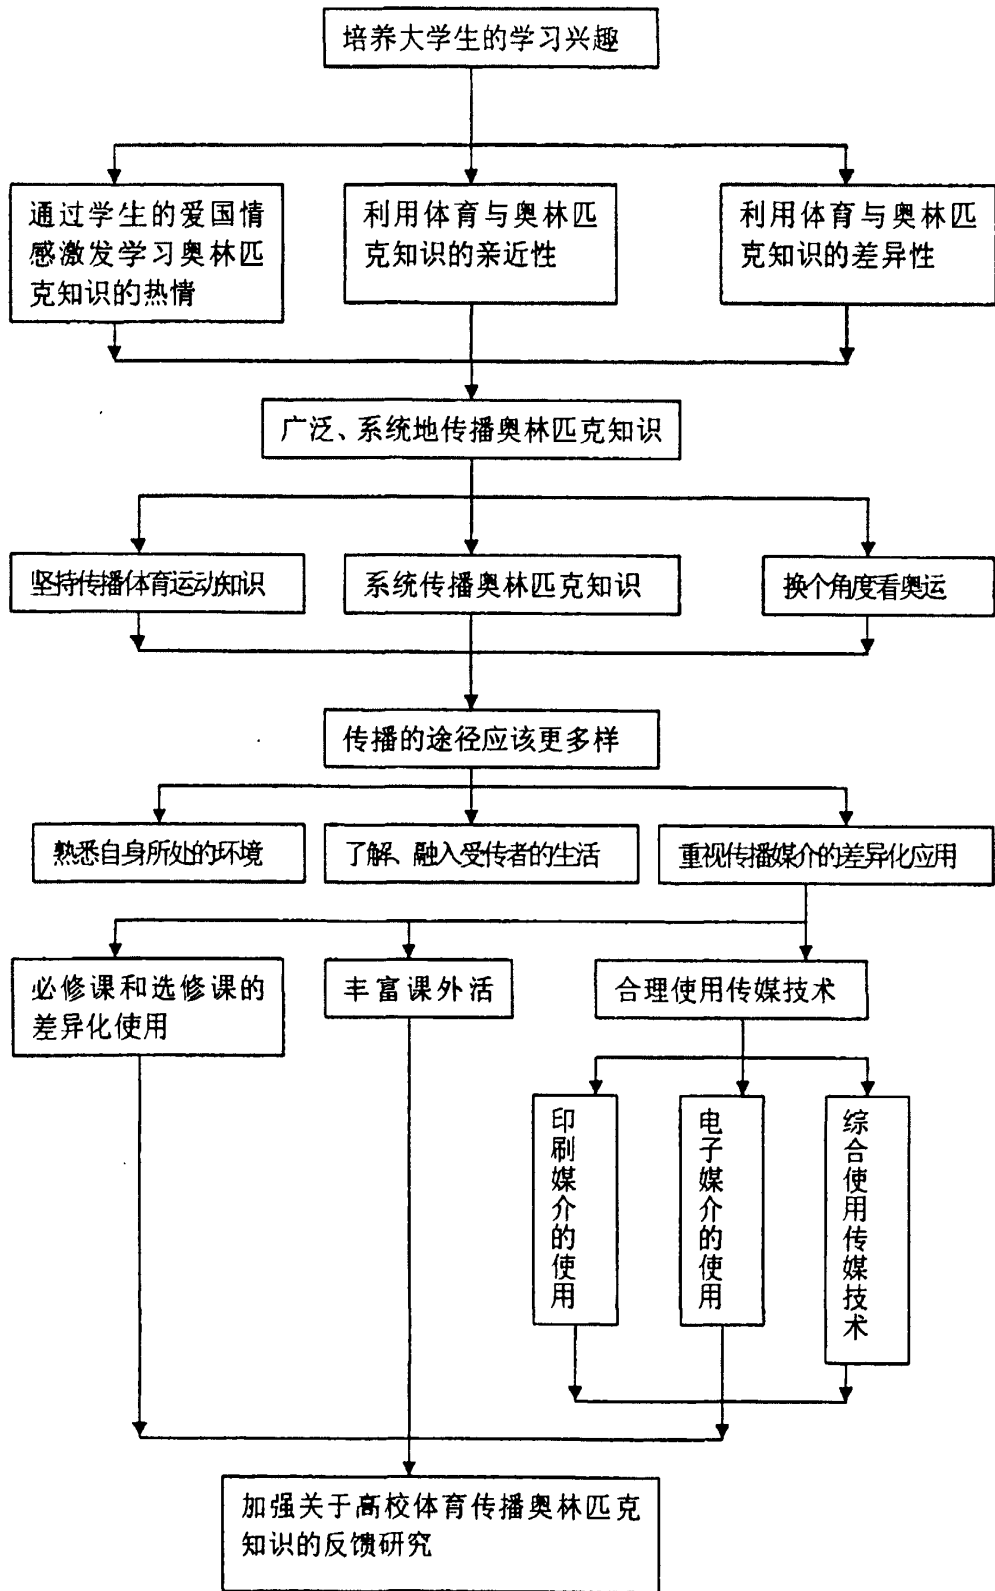 培养大学生的学习兴趣
通过学生的爱国情
感激发学习奥林匹
克知识的热情
利用体育与奥林匹
克知识的亲近性
利用体育与奥林匹
克知识的差异性
广泛、系统地传播奥林匹克知识
坚持传播体育运动知识
系统传播奥林匹克知识
换个角度看奥运
传播的途径应该更多样
熟悉自身所处的环境
了解、融入受传者的生活
重视传播媒介的差异化应用
必修课和选修课的
差异化使用
丰富课外活
合理使用传媒技术
印刷媒介的使用
电子媒介的使用
综合使用传媒技术
加强关于高校体育传播奥林匹克
知识的反馈研究